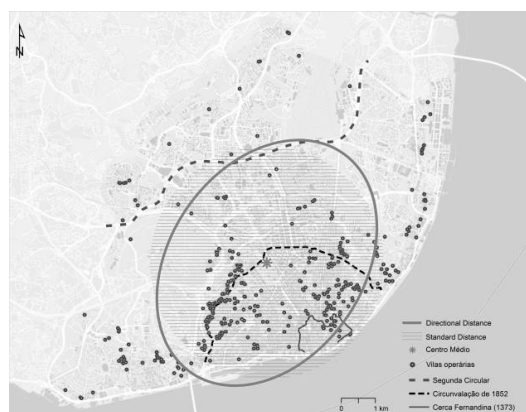 N
Directional Distance
Standard Distance
Centro Médio
Vilas operárias
Segunda Circular
Circunvalação de 1852
Cerca Fernandina (1373)
0 1 km